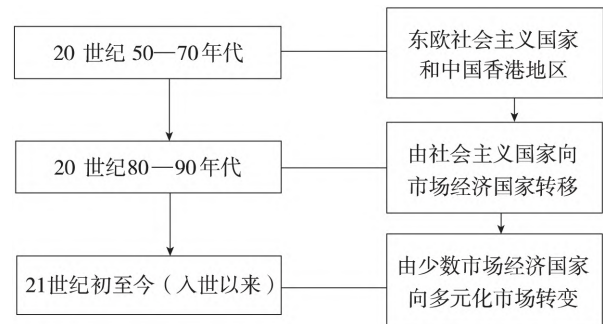 20 世纪 50—70年代
东欧社会主义国家
和中国香港地区
20 世纪80—90年代
由社会主义国家向
市场经济国家转移
21世纪初至今（入世以来）
由少数市场经济国家
向多元化市场转变